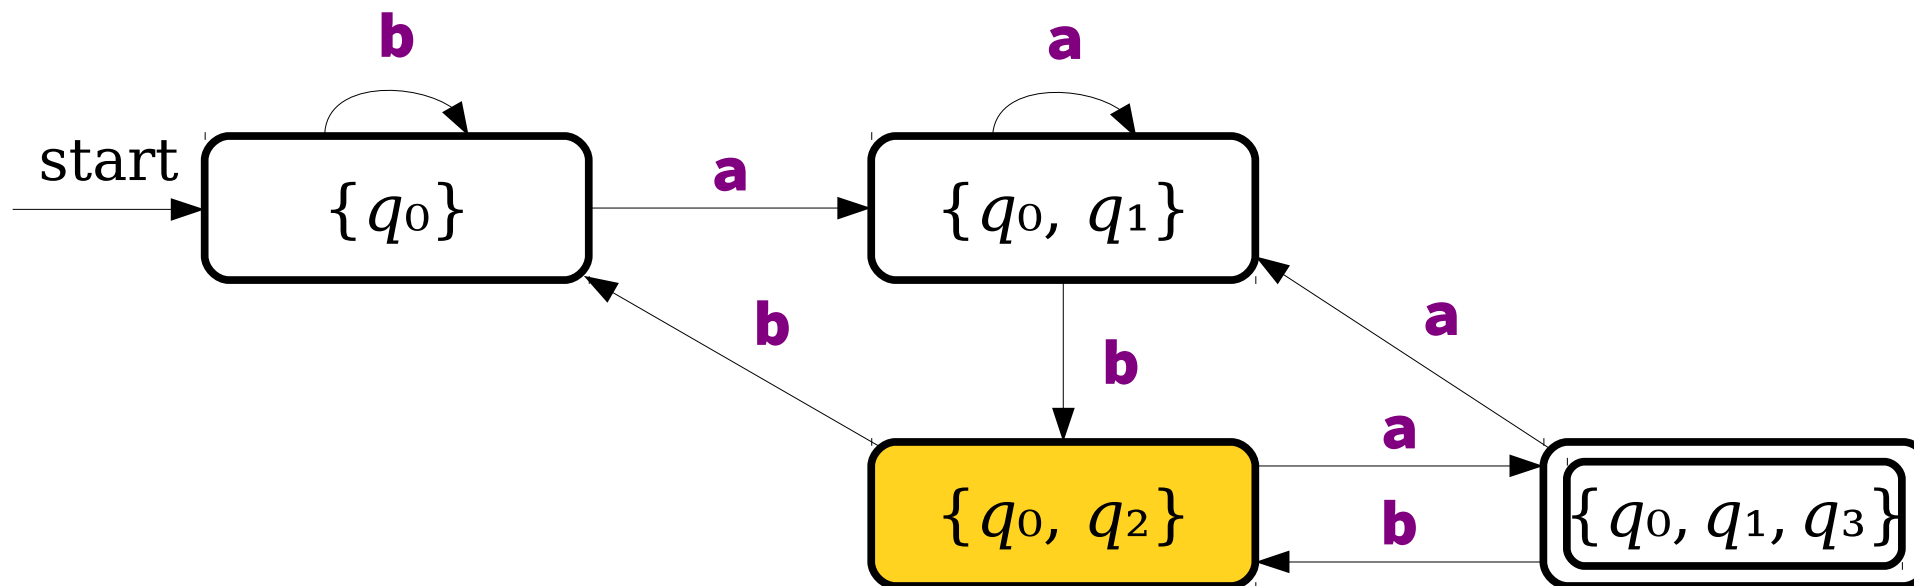 b
a
start
a
{q₀}
{q₀, q₁}
b
a
b
a
{q₀, q₂}
b
{q₀, q₁, q₃}